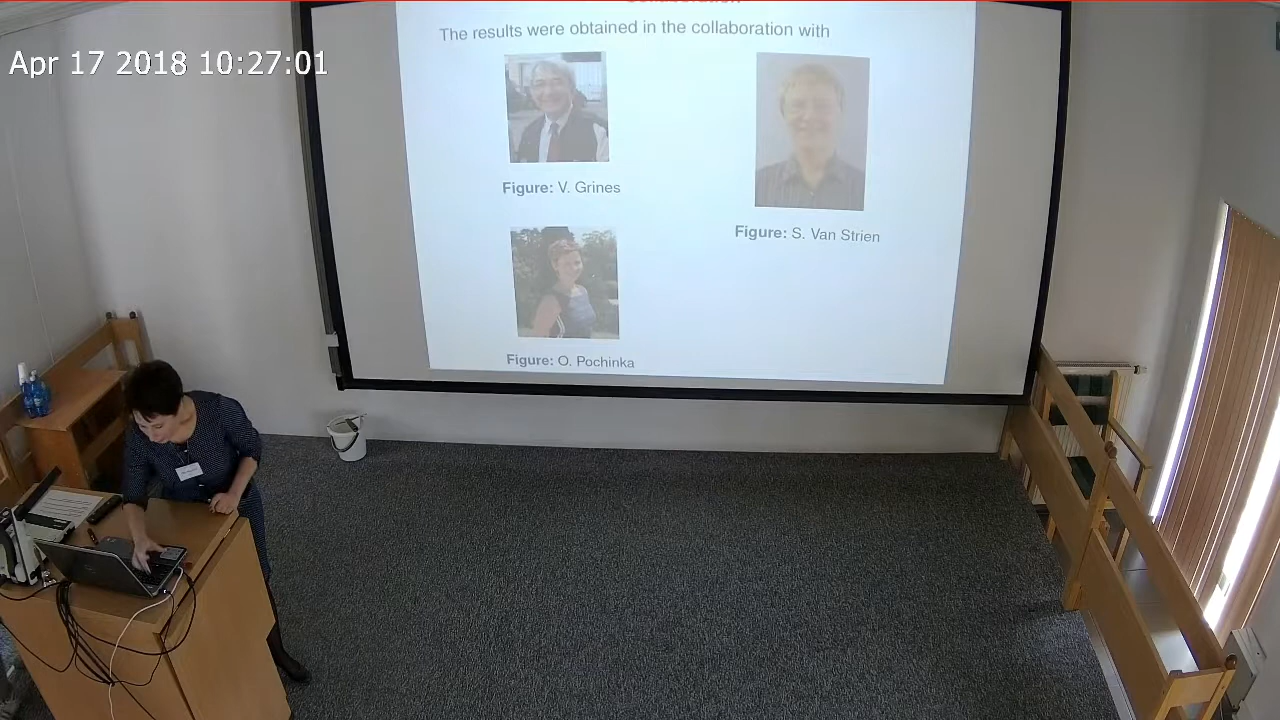 Apr 17 2018 10:27:01
The results were obtained in the collaboration with
Figure: V. Grines
Figure: S. Van Strien
Figure: O. Pochinka